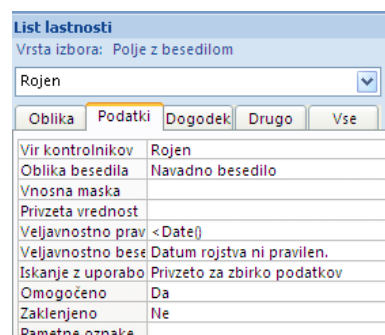 List lastnosti
Vrsta izbora: Polje z besedilom
Rojen
Oblika Podatki Dogodek Drugo Vse
Vir kontrolnikov Rojen
Oblika besedila Navadno besedilo
Vnosna maska
Privzeta vrednost
Veljavnostno prav <Date()
Veljavnostno bese Datum rojstva ni pravilen.
Iskanje z uporabo Privzeto za zbirko podatkov
Omogočeno Da
Zaklenjeno Ne
Pametne oznake